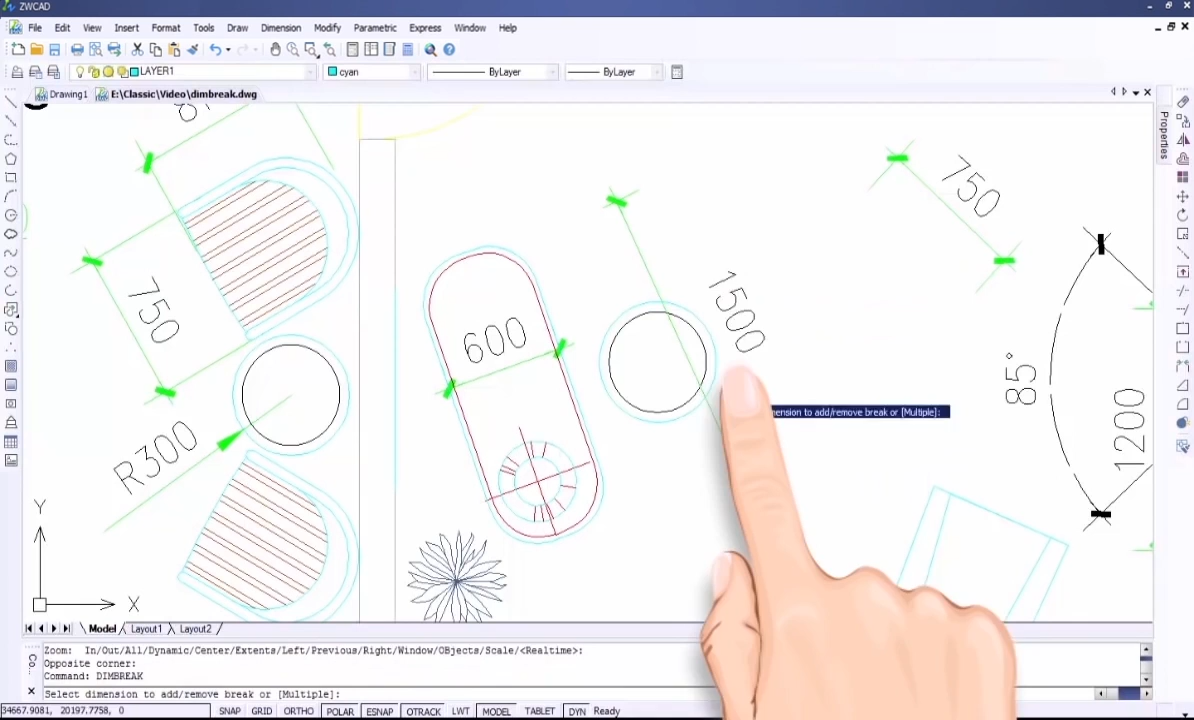 ZWCAD
File Edit View Insert Format Tools Draw Dimension Modify Parametric Express Window Help
LAYER1 cyan ByLayer ByLayer
Drawing1 E:\Classic\Video\dimbreak.dwg
Properties
750
750
1500
600
85°
1200
R300
Y
X
Model Layout1 Layout2
Zoom: In/Out/All/Dynamic/Center/Extents/Left/Previous/Right/Window/OBjects/Scale/<Realtime>:
Opposite corner:
Command: DIMBREAK
Select dimension to add/remove break or [Multiple]:
mension to add/remove break or [Multiple]:
34667.9081, 20197.7758, 0 SNAP GRID ORTHO POLAR ESNAP OTRACK LWT MODEL TABLET DYN Ready